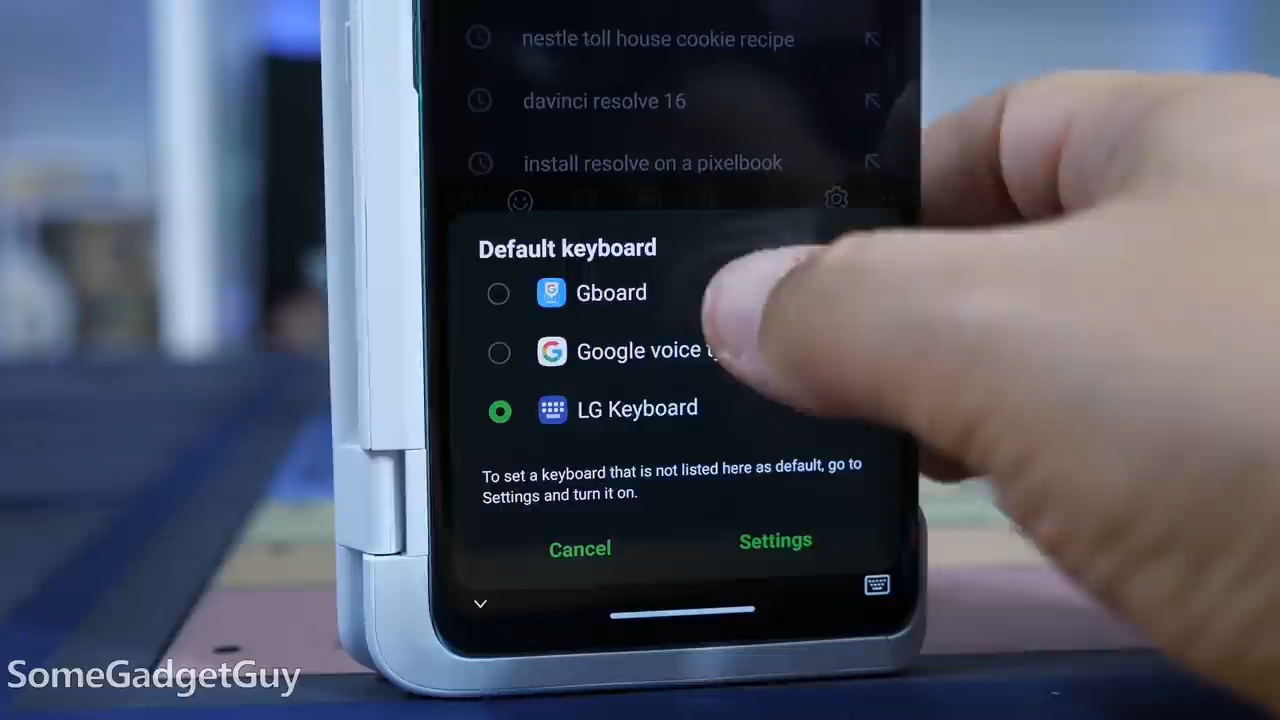 nestle toll house cookie recipe
davinci resolve 16
install resolve on a pixelbook
Default keyboard
Gboard
Google voice
LG Keyboard
To set a keyboard that is not listed here as default, go to
Settings and turn it on.
Cancel
Settings
SomeGadgetGuy